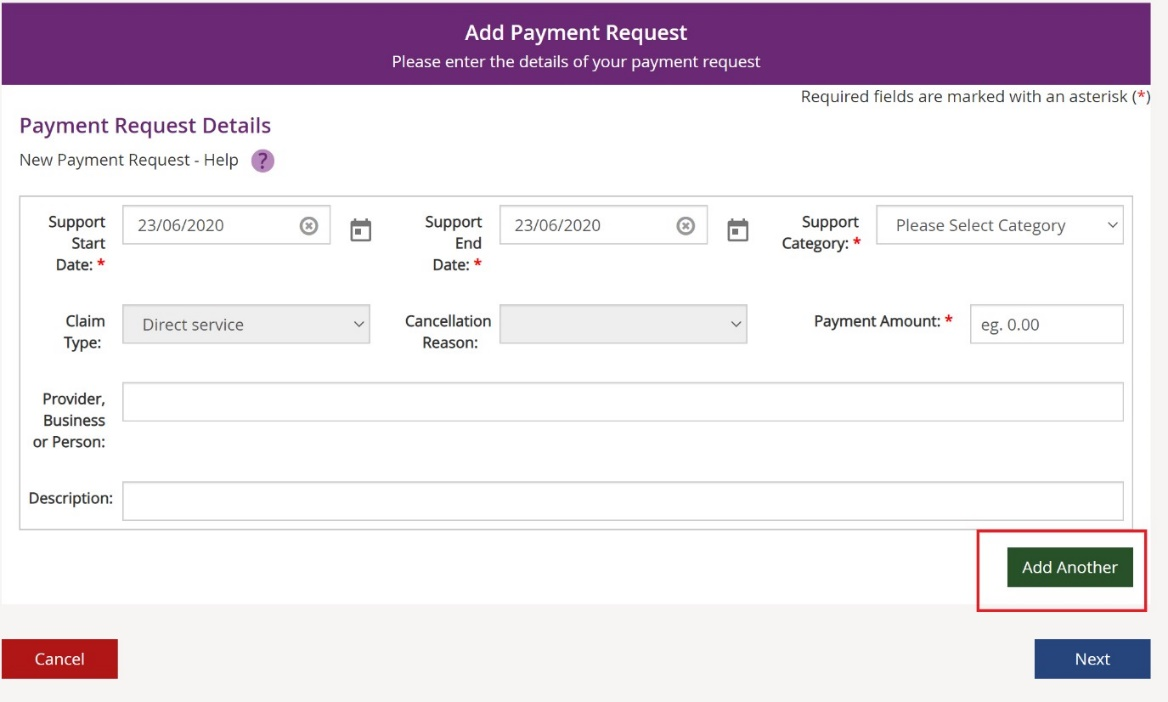 Add Payment Request
Please enter the details of your payment request
Required fields are marked with an asterisk (*)
Payment Request Details
New Payment Request - Help ?
Support
Start
Date: *
23/06/2020
Support
End
Date: *
23/06/2020
Support
Category: *
Please Select Category
Claim
Type:
Direct service
Cancellation
Reason:
Payment Amount: *
eg. 0.00
Provider,
Business
or Person:
Description:
Add Another
Cancel
Next